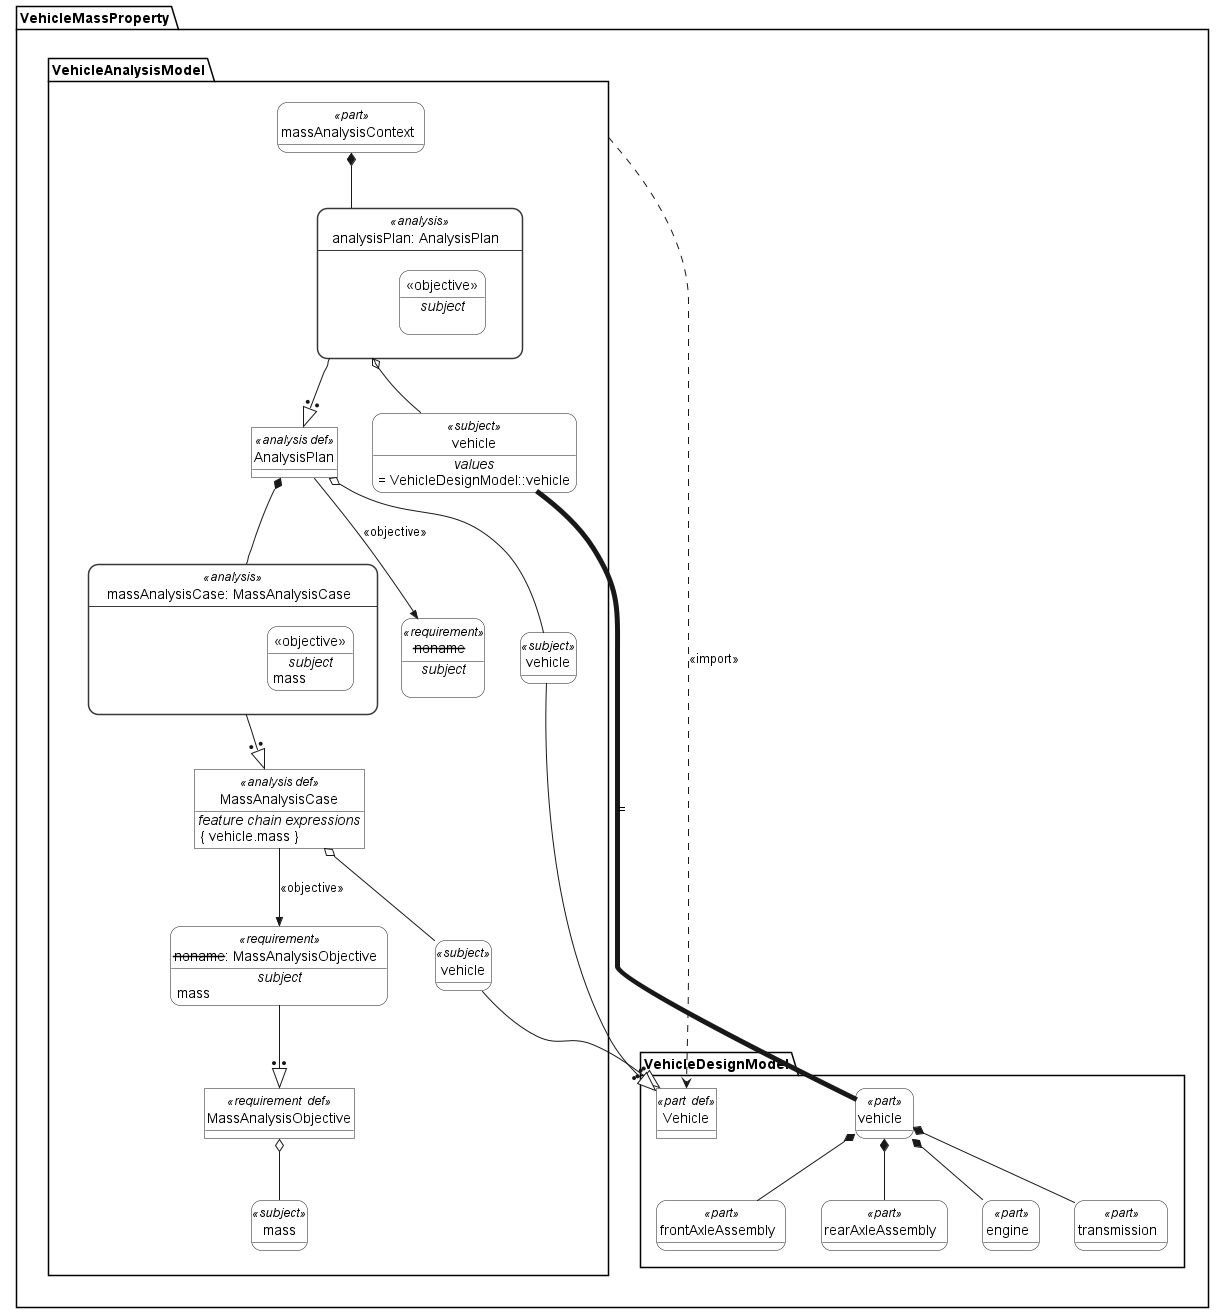 VehicleMassProperty
VehicleAnalysisModel
«part»
massAnalysisContext
«analysis»
analysisPlan: AnalysisPlan
«objective»
subject
«analysis def»
AnalysisPlan
«subject»
vehicle
values
= VehicleDesignModel::vehicle
«objective»
«analysis»
massAnalysisCase: MassAnalysisCase
«objective»
subject
mass
«requirement»
noname
subject
«subject»
vehicle
«import»
«analysis def»
MassAnalysisCase
feature chain expressions
{ vehicle.mass }
=
«objective»
«requirement»
noname: MassAnalysisObjective
subject
mass
«subject»
vehicle
«requirement def»
MassAnalysisObjective
«subject»
mass
VehicleDesignModel
«part def»
Vehicle
«part»
vehicle
«part»
frontAxleAssembly
«part»
rearAxleAssembly
«part»
engine
«part»
transmission